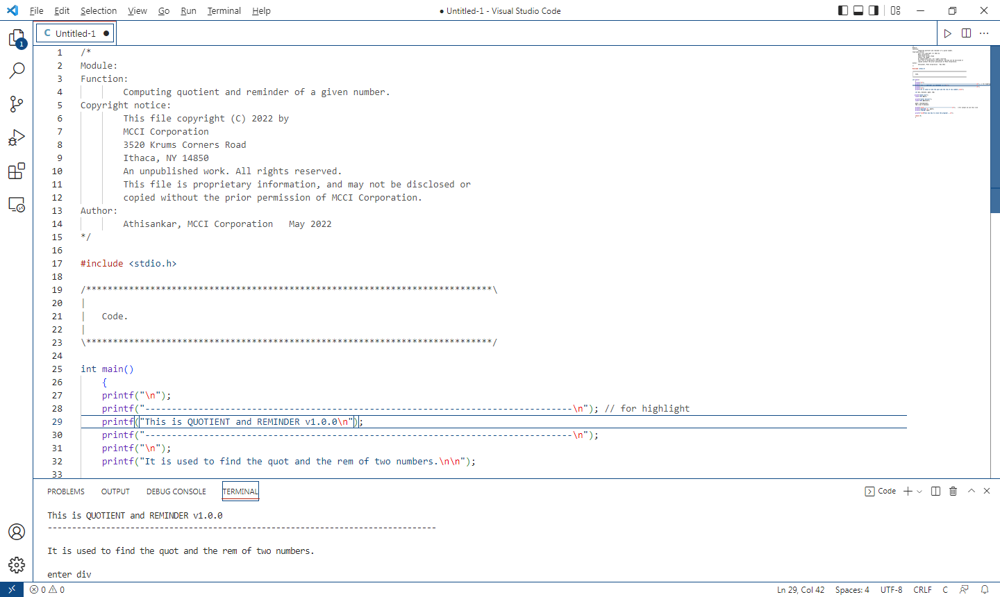 File Edit Selection View Go Run Terminal Help ● Untitled-1 - Visual Studio Code
1 C Untitled-1 ●
1 /*
2 Module:
3 Function:
4 Computing quotient and reminder of a given number.
5 Copyright notice:
6 This file copyright (C) 2022 by
7 MCCI Corporation
8 3520 Krums Corners Road
9 Ithaca, NY 14850
10 An unpublished work. All rights reserved.
11 This file is proprietary information, and may not be disclosed or
12 copied without the prior permission of MCCI Corporation.
13 Author:
14 Athisankar, MCCI Corporation May 2022
15 */
16
17 #include <stdio.h>
18
19 /****************************************************************************\
20 |
21 | Code.
22 |
23 \****************************************************************************/
24
25 int main()
26 {
27 printf("\n");
28 printf("--------------------------------------------------------------------------------\n"); // for highlight
29 printf("This is QUOTIENT and REMINDER v1.0.0\n");
30 printf("--------------------------------------------------------------------------------\n");
31 printf("\n");
32 printf("It is used to find the quot and the rem of two numbers.\n\n");
33
PROBLEMS OUTPUT DEBUG CONSOLE TERMINAL Code
This is QUOTIENT and REMINDER v1.0.0
--------------------------------------------------------------------------------
It is used to find the quot and the rem of two numbers.
enter div
0 0 Ln 29, Col 42 Spaces: 4 UTF-8 CRLF C